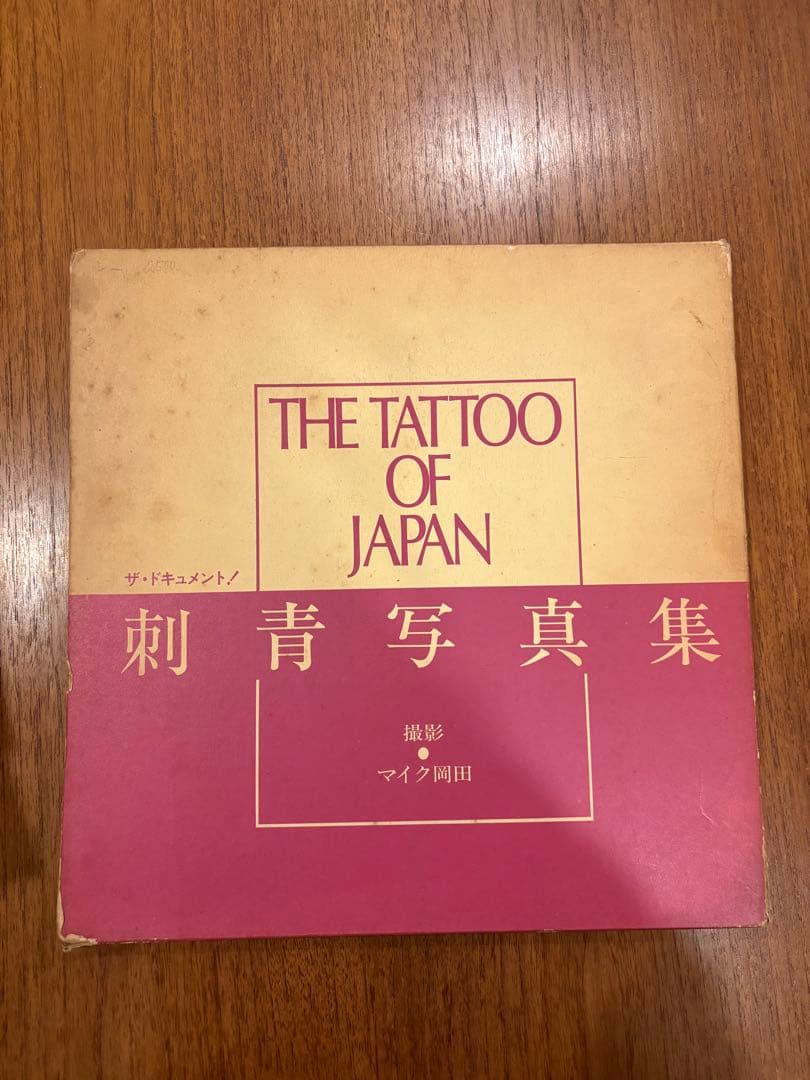 THE TATTOO
OF
JAPAN
ザ・ドキュメント!
刺青写真集
撮影
●
マイク岡田